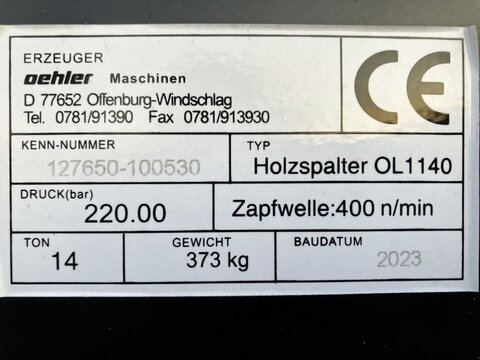 ERZEUGER
oehler Maschinen
D 77652 Offenburg-Windschlag
Tel. 0781/91390 Fax 0781/913930
CE
KENN-NUMMER
127650-100530
TYP
Holzspalter OL1140
DRUCK(bar)
220.00
Zapfwelle:400 n/min
TON
14
GEWICHT
373 kg
BAUDATUM
2023